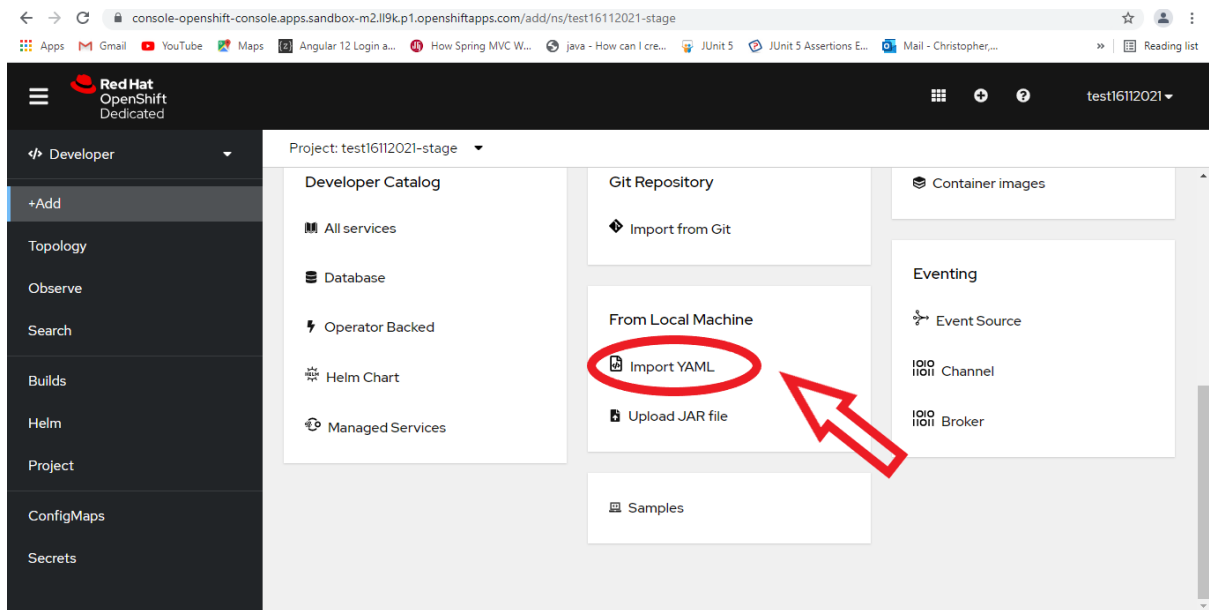 console-openshift-console.apps.sandbox-m2.ll9k.p1.openshiftapps.com/add/ns/test16112021-stage
Apps Gmail YouTube Maps Angular 12 Login a... How Spring MVC W... java - How can I cre... JUnit 5 JUnit 5 Assertions E... Mail - Christopher,... » Reading list
Red Hat
OpenShift
Dedicated
test16112021
Developer
Project: test16112021-stage
+Add
Topology
Observe
Search
Builds
Helm
Project
ConfigMaps
Secrets
Developer Catalog
All services
Database
Operator Backed
Helm Chart
Managed Services
Git Repository
Import from Git
From Local Machine
Import YAML
Upload JAR file
Samples
Container images
Eventing
Event Source
Channel
Broker